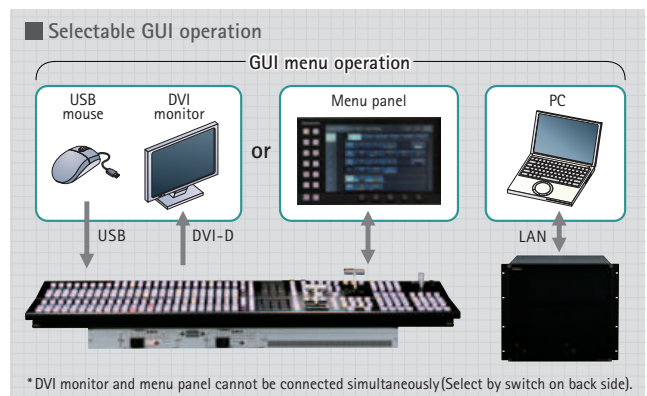 Selectable GUI operation
GUI menu operation
USB
mouse
DVI
monitor
or
Menu panel
PC
USB
DVI-D
LAN
*DVI monitor and menu panel cannot be connected simultaneously(Select by switch on back side).